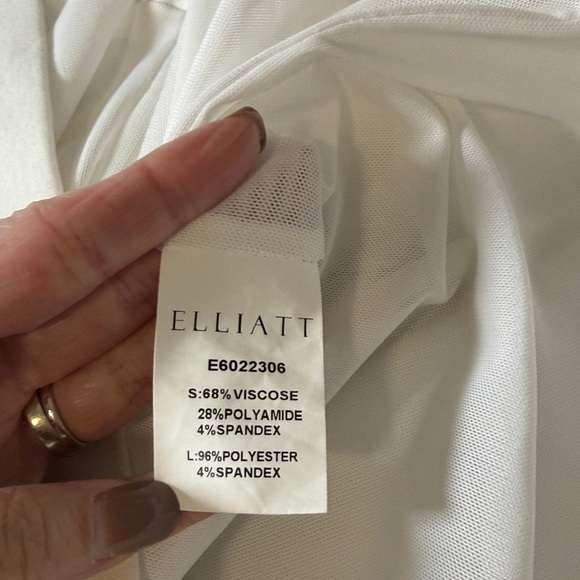 ELLIATT
E6022306
S:68%VISCOSE
28%POLYAMIDE
4%SPANDEX
L:96%POLYESTER
4%SPANDEX